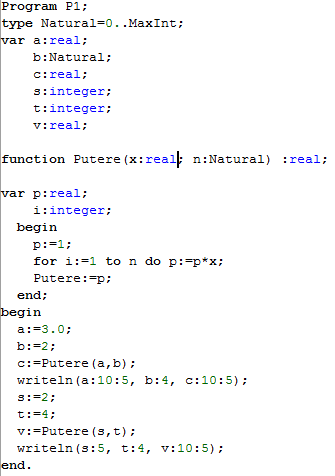 Program P1;
type Natural=0..MaxInt;
var a:real;
    b:Natural;
    c:real;
    s:integer;
    t:integer;
    v:real;
function Putere(x:real; n:Natural) :real;
var p:real;
    i:integer;
  begin
    p:=1;
    for i:=1 to n do p:=p*x;
    Putere:=p;
  end;
begin
  a:=3.0;
  b:=2;
  c:=Putere(a,b);
  writeln(a:10:5, b:4, c:10:5);
  s:=2;
  t:=4;
  v:=Putere(s,t);
  writeln(s:5, t:4, v:10:5);
end.